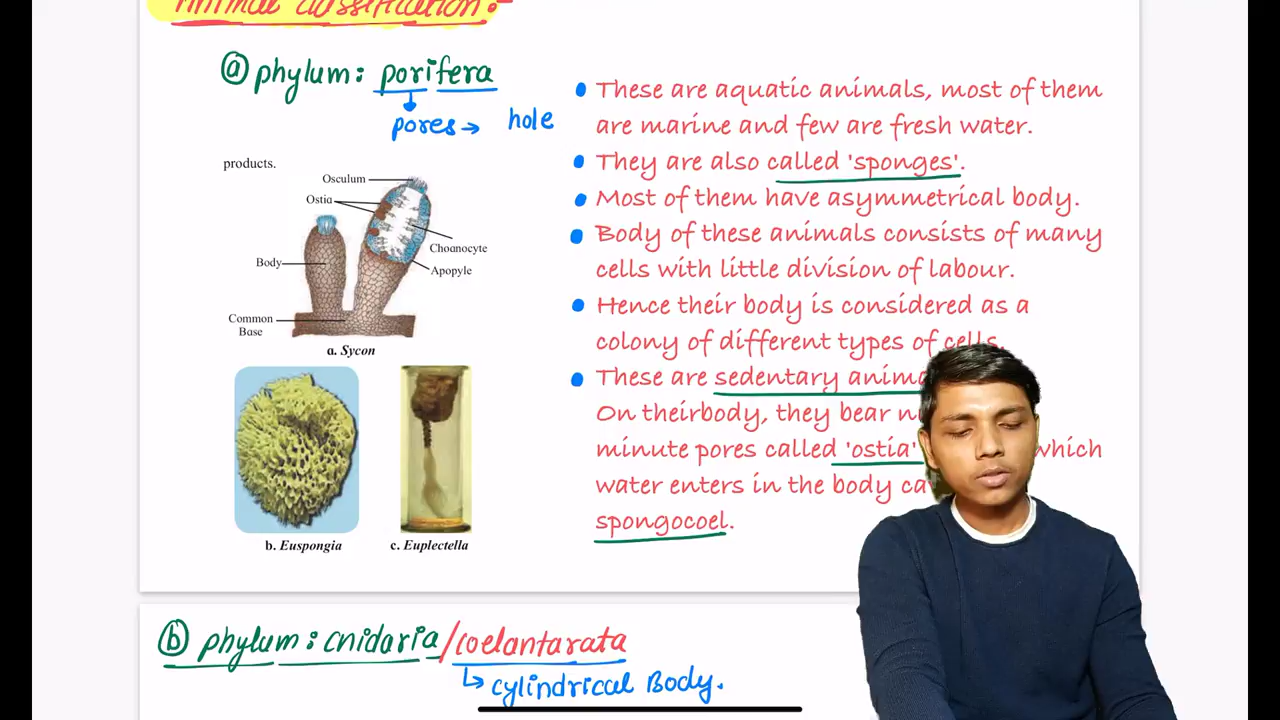 Animal classification:-
@ phylum: porifera
pores → hole
products.
Osculum
Ostia
Choanocyte
Apopyle
Body
Common
Base
a. Sycon
b. Euspongia
c. Euplectella
These are aquatic animals, most of them
are marine and few are fresh water.
They are also called 'sponges'.
Most of them have asymmetrical body.
Body of these animals consists of many
cells with little division of labour.
Hence their body is considered as a
colony of different types of cells.
These are sedentary
On theirbody, they bear
minute pores called 'ostia' which
water enters in the body
spongocoel.
ⓑ phylum: cnidaria/coelantarata
↳ cylindrical Body.